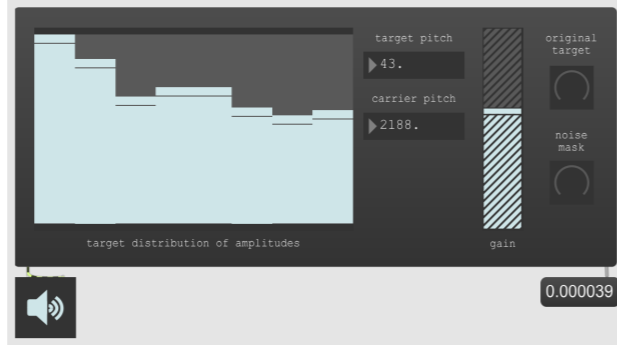 target pitch
43.
carrier pitch
2188.
original
target
noise
mask
target distribution of amplitudes
gain
0.000039